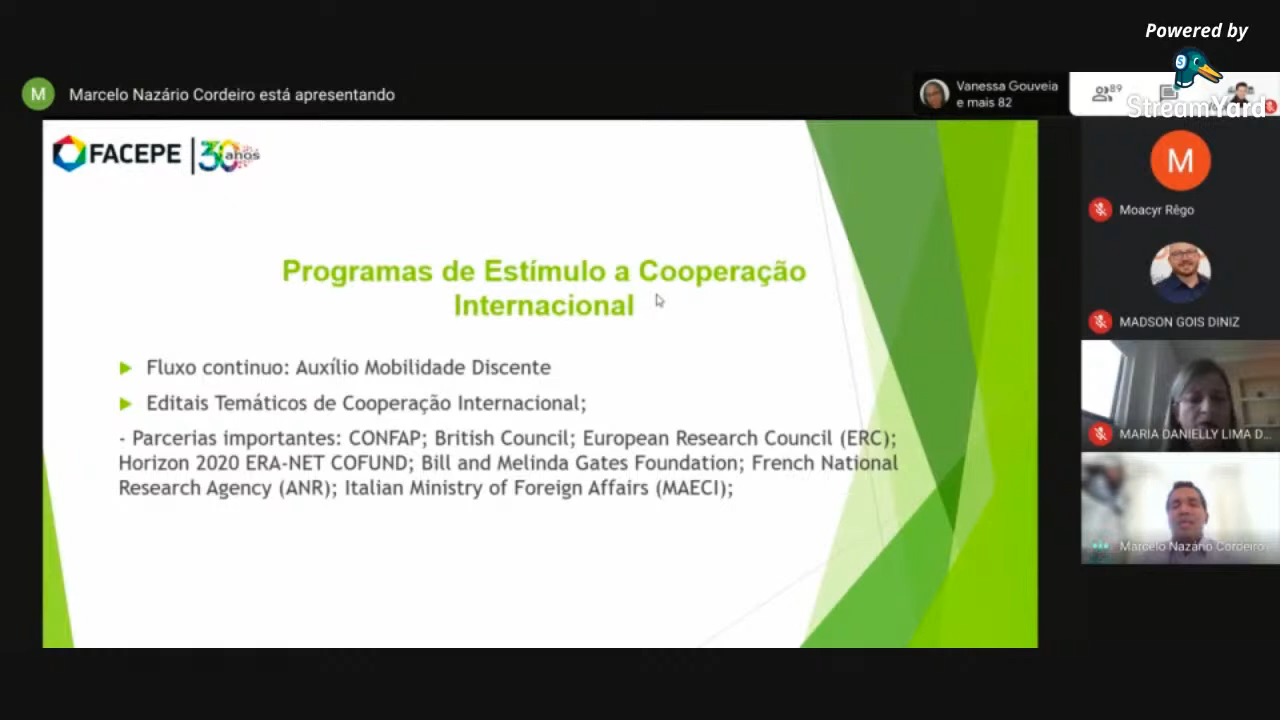 Powered by
StreamYard
M
Marcelo Nazário Cordeiro está apresentando
Vanessa Gouveia
e mais 82
89
FACEPE
30 anos
Programas de Estímulo a Cooperação
Internacional
Fluxo continuo: Auxílio Mobilidade Discente
Editais Temáticos de Cooperação Internacional;
- Parcerias importantes: CONFAP; British Council; European Research Council (ERC);
Horizon 2020 ERA-NET COFUND; Bill and Melinda Gates Foundation; French National
Research Agency (ANR); Italian Ministry of Foreign Affairs (MAECI);
M
Moacyr Rêgo
MADSON GOIS DINIZ
MARIA DANIELLY LIMA D...
Marcelo Nazário Cordeiro